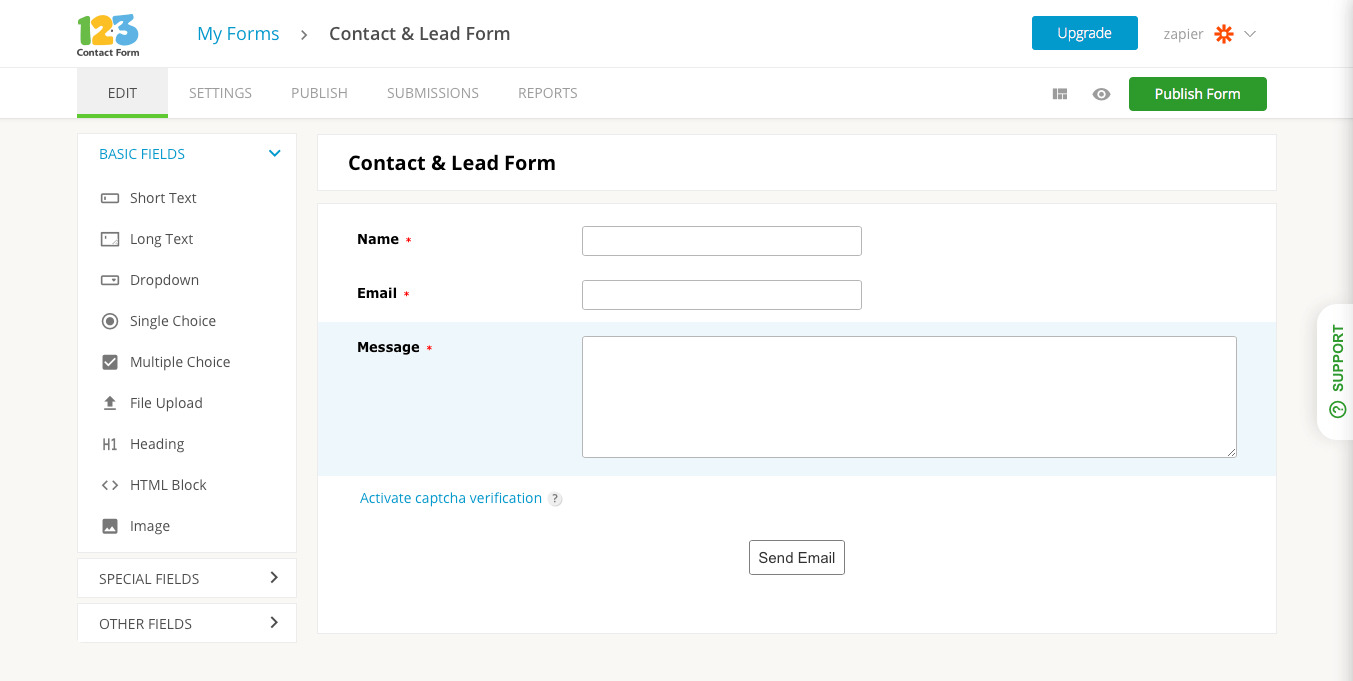 123
Contact Form
My Forms > Contact & Lead Form
Upgrade
zapier
EDIT SETTINGS PUBLISH SUBMISSIONS REPORTS
Publish Form
BASIC FIELDS
Short Text
Long Text
Dropdown
Single Choice
Multiple Choice
File Upload
H1 Heading
HTML Block
Image
SPECIAL FIELDS
OTHER FIELDS
Contact & Lead Form
Name *
Email *
Message *
Activate captcha verification ?
Send Email
? SUPPORT